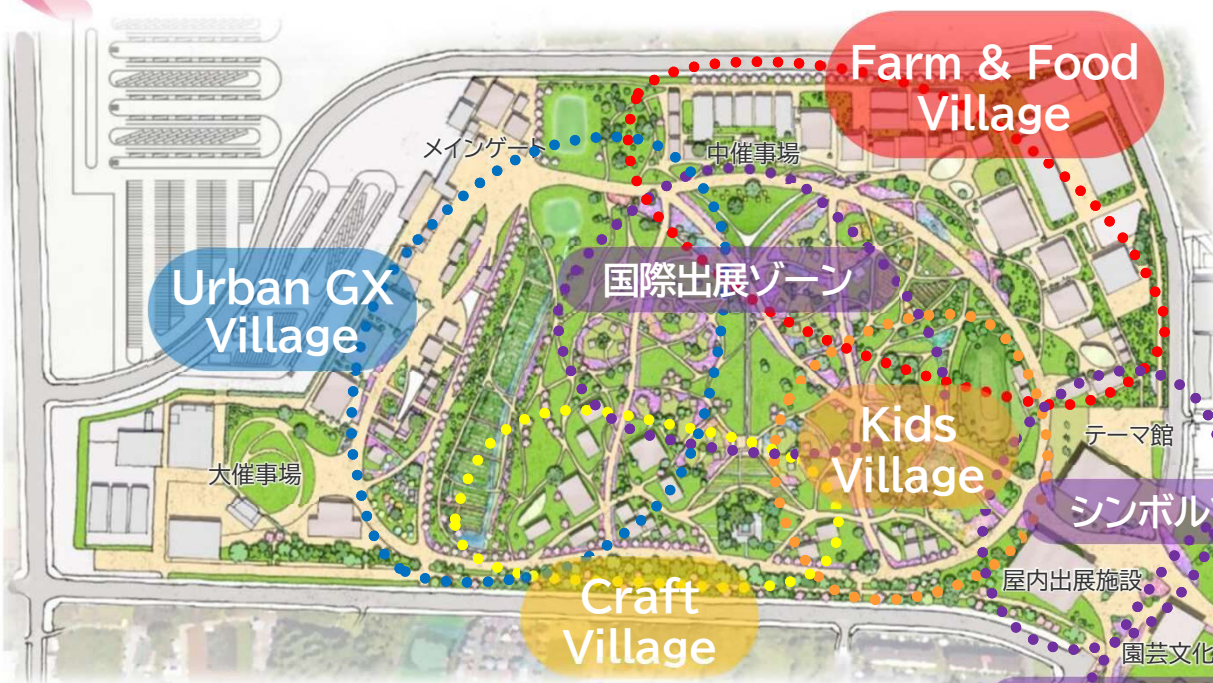 Farm & Food
Village
メインゲート
中催事場
Urban GX
Village
国際出展ゾーン
Kids
Village
テーマ館
大催事場
シンボル
屋内出展施設
Craft
Village
園芸文化